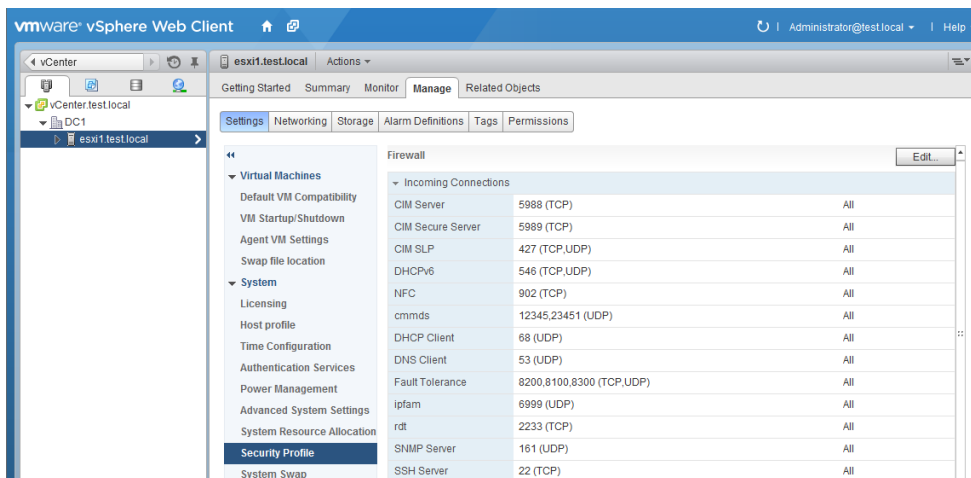 vmware® vSphere Web Client
Administrator@test.local
Help
vCenter
esxi1.test.local
Actions
vCenter.test.local
DC1
esxi1.test.local
Getting Started Summary Monitor Manage Related Objects
Settings Networking Storage Alarm Definitions Tags Permissions
Virtual Machines
Default VM Compatibility
VM Startup/Shutdown
Agent VM Settings
Swap file location
System
Licensing
Host profile
Time Configuration
Authentication Services
Power Management
Advanced System Settings
System Resource Allocation
Security Profile
System Swap
Firewall
Edit...
Incoming Connections
CIM Server 5988 (TCP) All
CIM Secure Server 5989 (TCP) All
CIM SLP 427 (TCP,UDP) All
DHCPv6 546 (TCP,UDP) All
NFC 902 (TCP) All
cmmds 12345,23451 (UDP) All
DHCP Client 68 (UDP) All
DNS Client 53 (UDP) All
Fault Tolerance 8200,8100,8300 (TCP,UDP) All
ipfam 6999 (UDP) All
rdt 2233 (TCP) All
SNMP Server 161 (UDP) All
SSH Server 22 (TCP) All